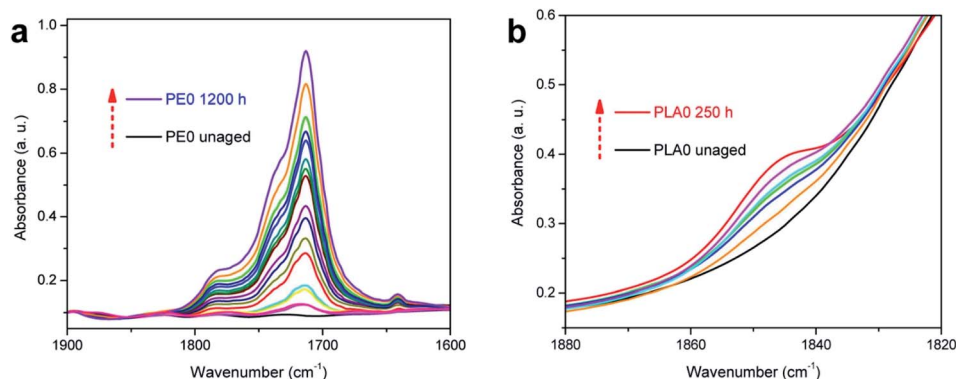 a
1.0
0.8
0.6
0.4
0.2
Absorbance (a. u.)
PE0 1200 h
PE0 unaged
1900
1800
1700
1600
Wavenumber (cm⁻¹)
b
0.6
0.5
0.4
0.3
0.2
Absorbance (a. u.)
PLA0 250 h
PLA0 unaged
1880
1860
1840
1820
Wavenumber (cm⁻¹)